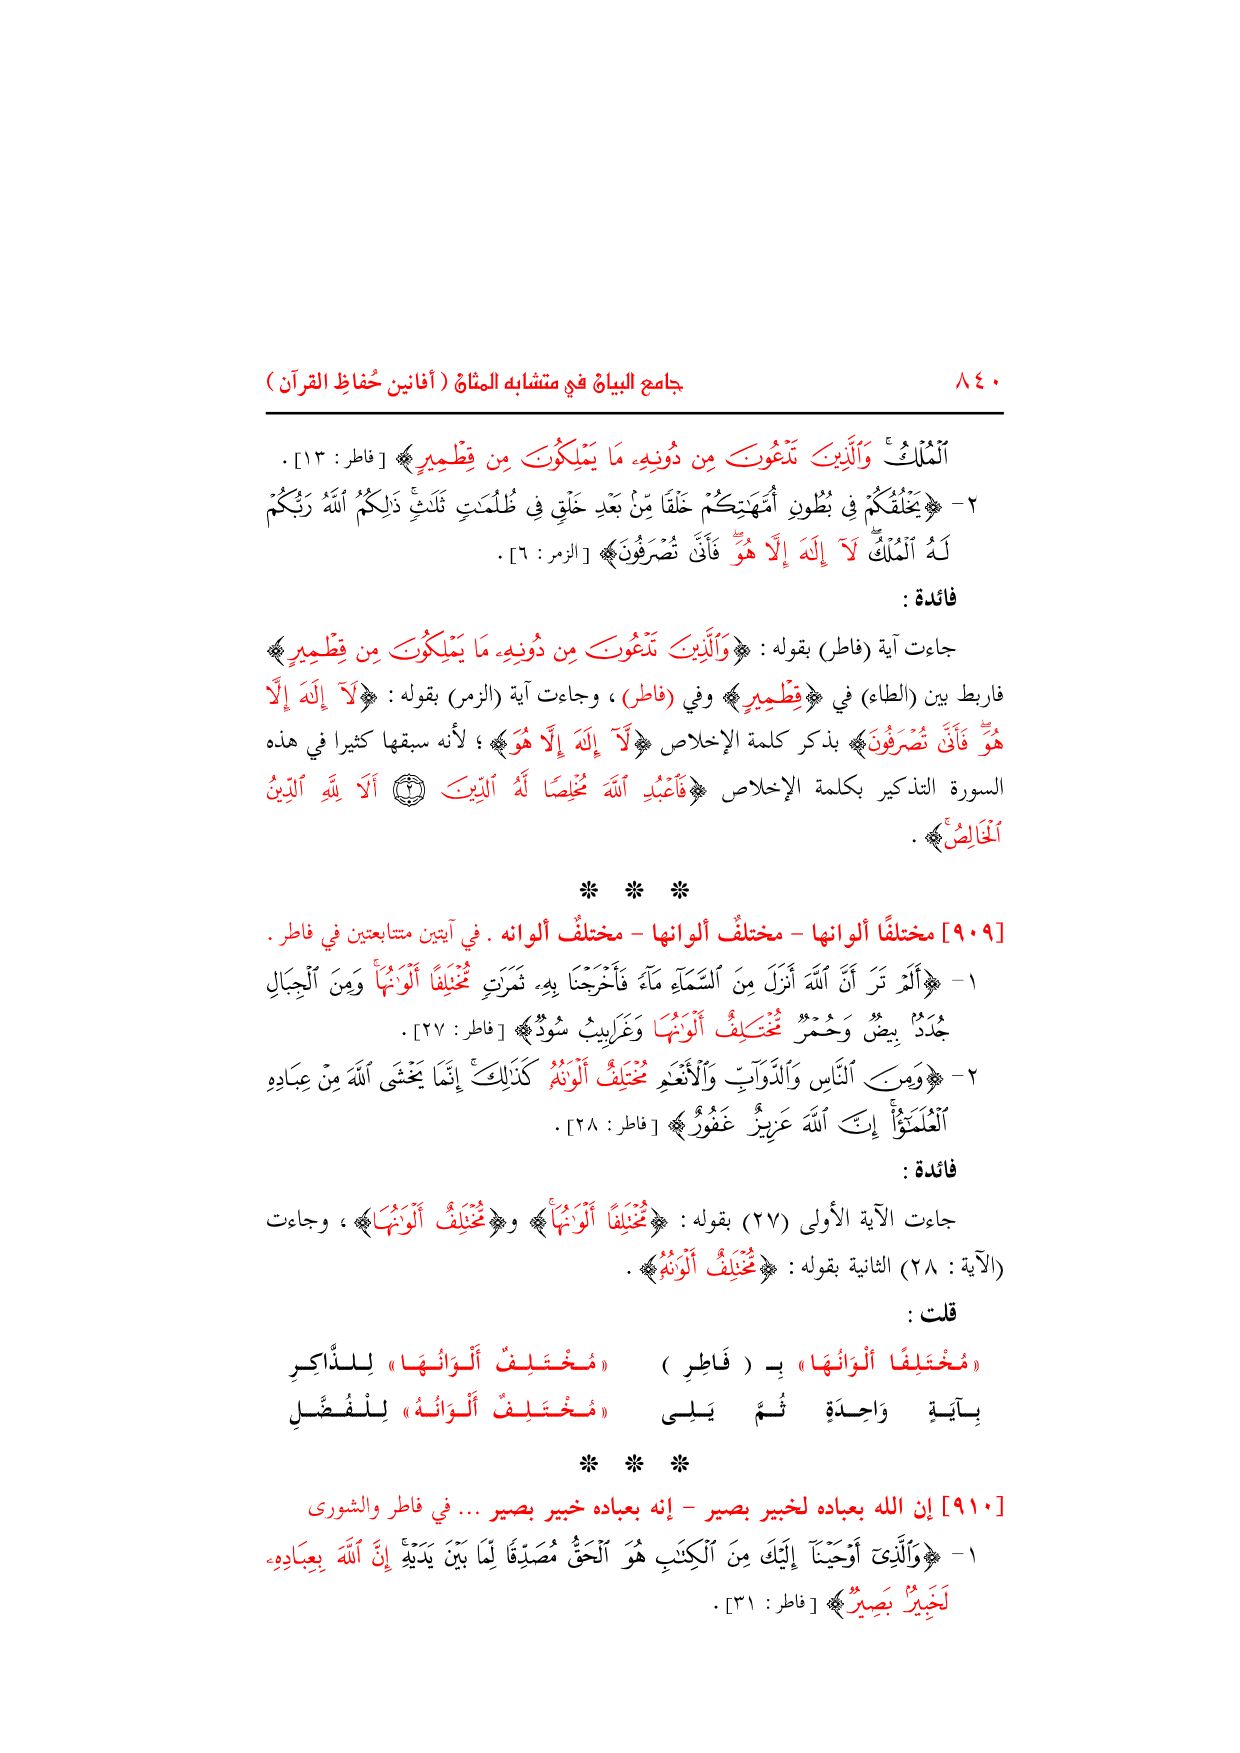 ٨٤٠ جامع البيان في متشابه المثان ( أفانين حُفاظِ القرآن )
ٱلْمُلْكُ ۚ وَٱلَّذِينَ تَدْعُونَ مِن دُونِهِۦ مَا يَمْلِكُونَ مِن قِطْمِيرٍ﴾ [فاطر : ١٣] .
٢- ﴿يَخْلُقُكُمْ فِى بُطُونِ أُمَّهَـٰتِكُمْ خَلْقًا مِّنۢ بَعْدِ خَلْقٍ فِى ظُلُمَـٰتٍ ثَلَـٰثٍ ۚ ذَٰلِكُمُ ٱللَّهُ رَبُّكُمْ
لَهُ ٱلْمُلْكُ ۖ لَآ إِلَـٰهَ إِلَّا هُوَ ۖ فَأَنَّىٰ تُصْرَفُونَ﴾ [الزمر : ٦] .
فائدة :
جاءت آية (فاطر) بقوله : ﴿وَٱلَّذِينَ تَدْعُونَ مِن دُونِهِۦ مَا يَمْلِكُونَ مِن قِطْمِيرٍ﴾
فاربط بين (الطاء) في ﴿قِطْمِيرٍ﴾ وفي (فاطر) ، وجاءت آية (الزمر) بقوله : ﴿لَآ إِلَـٰهَ إِلَّا
هُوَ ۖ فَأَنَّىٰ تُصْرَفُونَ﴾ بذكر كلمة الإخلاص ﴿لَّآ إِلَـٰهَ إِلَّا هُوَ﴾ ؛ لأنه سبقها كثيرا في هذه
السورة التذكير بكلمة الإخلاص ﴿فَٱعْبُدِ ٱللَّهَ مُخْلِصًا لَّهُ ٱلدِّينَ ۝٢ أَلَا لِلَّهِ ٱلدِّينُ
ٱلْخَالِصُ ۚ﴾ .
❊ ❊ ❊
[٩٠٩] مختلفًا ألوانها – مختلفٌ ألوانها – مختلفٌ ألوانه . في آيتين متتابعتين في فاطر .
١- ﴿أَلَمْ تَرَ أَنَّ ٱللَّهَ أَنزَلَ مِنَ ٱلسَّمَآءِ مَآءً فَأَخْرَجْنَا بِهِۦ ثَمَرَٰتٍ مُّخْتَلِفًا أَلْوَٰنُهَا ۚ وَمِنَ ٱلْجِبَالِ
جُدَدٌۢ بِيضٌ وَحُمْرٌ مُّخْتَلِفٌ أَلْوَٰنُهَا وَغَرَابِيبُ سُودٌ﴾ [فاطر : ٢٧] .
٢- ﴿وَمِنَ ٱلنَّاسِ وَٱلدَّوَآبِّ وَٱلْأَنْعَـٰمِ مُخْتَلِفٌ أَلْوَٰنُهُۥ كَذَٰلِكَ ۗ إِنَّمَا يَخْشَى ٱللَّهَ مِنْ عِبَادِهِ
ٱلْعُلَمَـٰٓؤُا۟ ۗ إِنَّ ٱللَّهَ عَزِيزٌ غَفُورٌ﴾ [فاطر : ٢٨] .
فائدة :
جاءت الآية الأولى (٢٧) بقوله : ﴿مُّخْتَلِفًا أَلْوَٰنُهَا ۚ﴾ و﴿مُّخْتَلِفٌ أَلْوَٰنُهَا﴾ ، وجاءت
(الآية : ٢٨) الثانية بقوله : ﴿مُّخْتَلِفٌ أَلْوَٰنُهُۥ﴾ .
قلت :
«مُخْتَلِفًا ألْوَانُهَا» بِـ ( فَاطِرِ ) «مُخْتَلِفٌ أَلْوَانُهَا» لِلذَّاكِرِ
بِآيَةٍ وَاحِدَةٍ ثُمَّ يَلِى «مُخْتَلِفٌ أَلْوَانُهُ» لِلْفُضَّلِ
❊ ❊ ❊
[٩١٠] إن الله بعباده لخبير بصير – إنه بعباده خبير بصير ... في فاطر والشورى
١- ﴿وَٱلَّذِىٓ أَوْحَيْنَآ إِلَيْكَ مِنَ ٱلْكِتَـٰبِ هُوَ ٱلْحَقُّ مُصَدِّقًا لِّمَا بَيْنَ يَدَيْهِ ۗ إِنَّ ٱللَّهَ بِعِبَادِهِۦ
لَخَبِيرٌۢ بَصِيرٌ﴾ [فاطر : ٣١] .